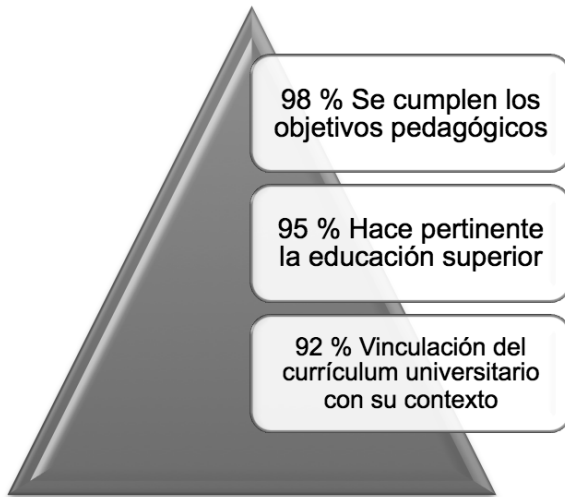 98 % Se cumplen los
objetivos pedagógicos
95 % Hace pertinente
la educación superior
92 % Vinculación del
currículum universitario
con su contexto